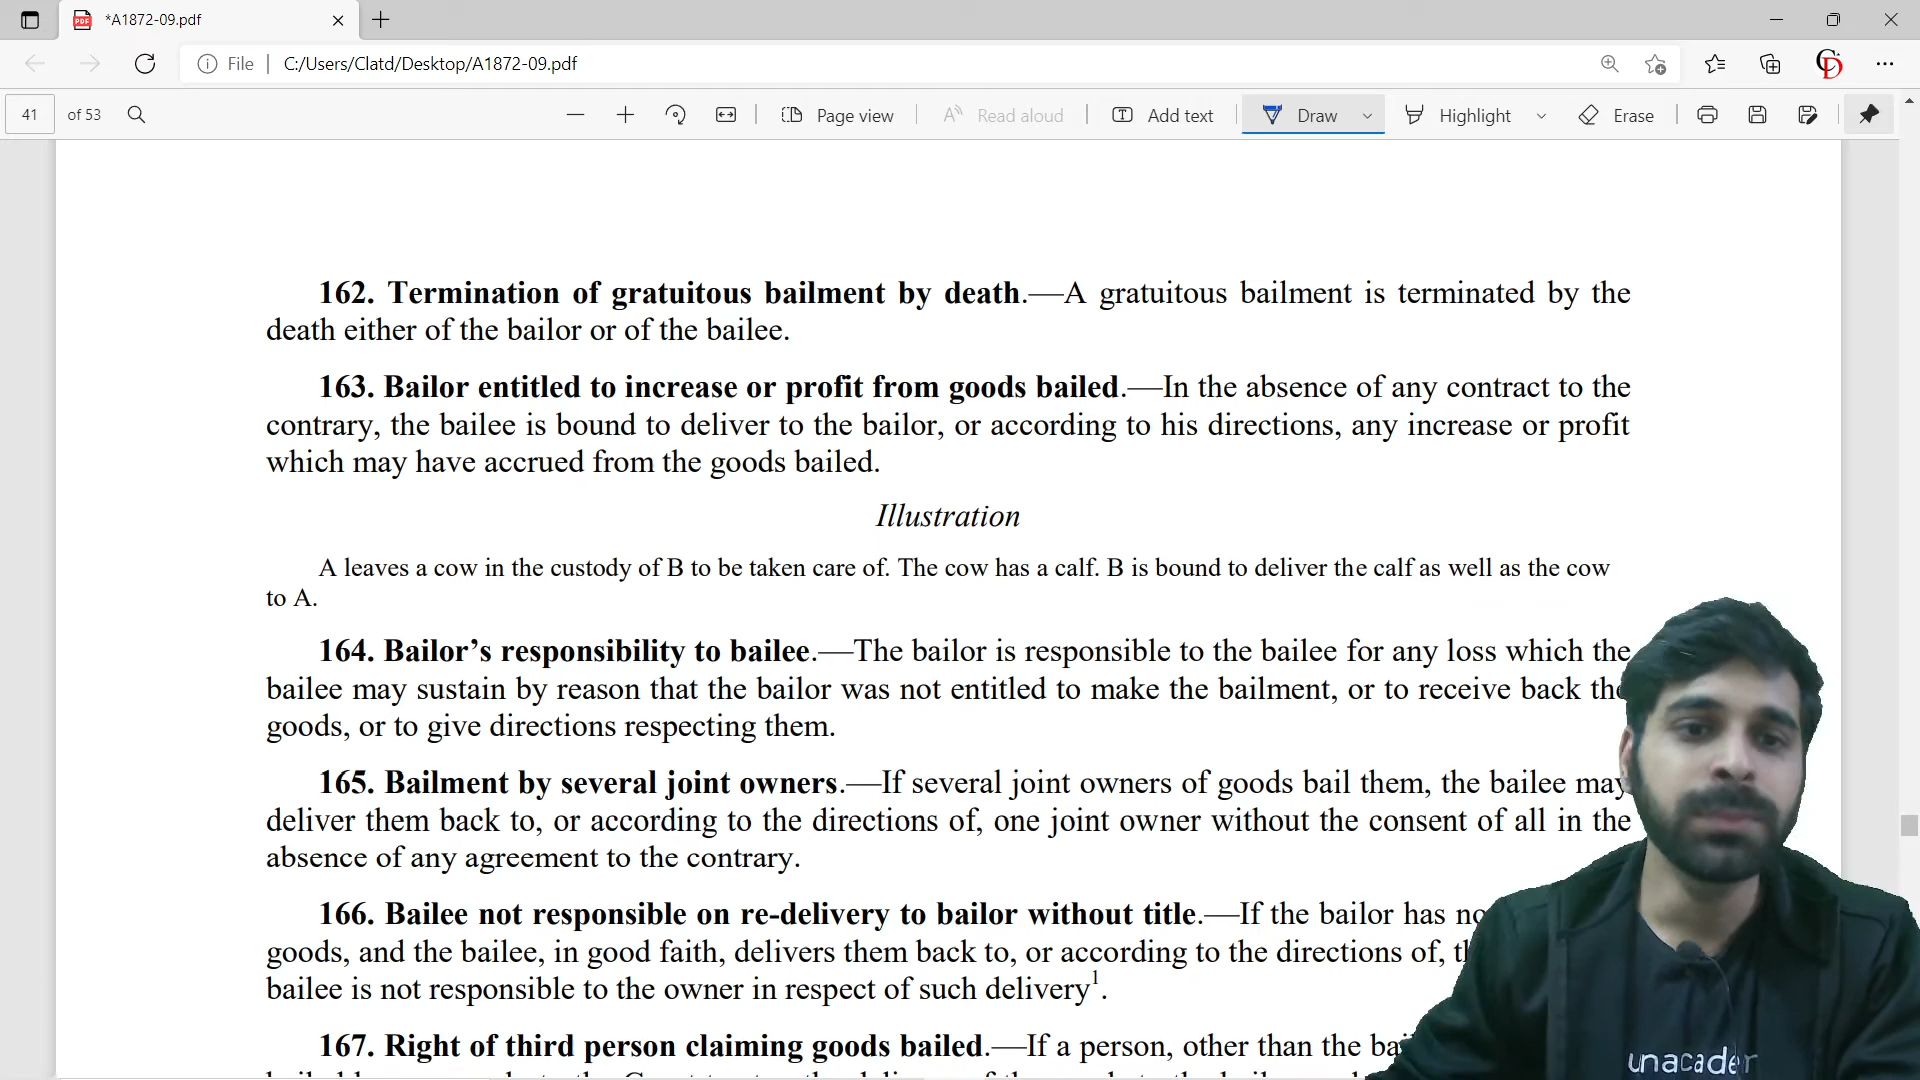 *A1872-09.pdf
File
C:/Users/Clatd/Desktop/A1872-09.pdf
41 of 53
Page view
Read aloud
Add text
Draw
Highlight
Erase
162. Termination of gratuitous bailment by death.—A gratuitous bailment is terminated by the
death either of the bailor or of the bailee.
163. Bailor entitled to increase or profit from goods bailed.—In the absence of any contract to the
contrary, the bailee is bound to deliver to the bailor, or according to his directions, any increase or profit
which may have accrued from the goods bailed.
Illustration
A leaves a cow in the custody of B to be taken care of. The cow has a calf. B is bound to deliver the calf as well as the cow
to A.
164. Bailor’s responsibility to bailee.—The bailor is responsible to the bailee for any loss which the
bailee may sustain by reason that the bailor was not entitled to make the bailment, or to receive back the
goods, or to give directions respecting them.
165. Bailment by several joint owners.—If several joint owners of goods bail them, the bailee may
deliver them back to, or according to the directions of, one joint owner without the consent of all in the
absence of any agreement to the contrary.
166. Bailee not responsible on re-delivery to bailor without title.—If the bailor has no
goods, and the bailee, in good faith, delivers them back to, or according to the directions of,
bailee is not responsible to the owner in respect of such delivery1.
167. Right of third person claiming goods bailed.—If a person, other than the
unacader